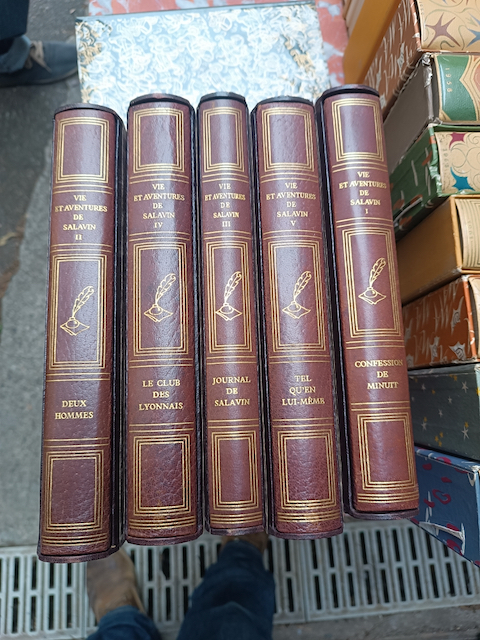 VIE
ET AVENTURES
DE
SALAVIN
II
DEUX
HOMMES
VIE
ET AVENTURES
DE
SALAVIN
IV
LE CLUB
DES
LYONNAIS
VIE
ET AVENTURES
DE
SALAVIN
III
JOURNAL
DE
SALAVIN
VIE
ET AVENTURES
DE
SALAVIN
V
TEL
QU'EN
LUI-MÊME
VIE
ET AVENTURES
DE
SALAVIN
I
CONFESSION
DE
MINUIT